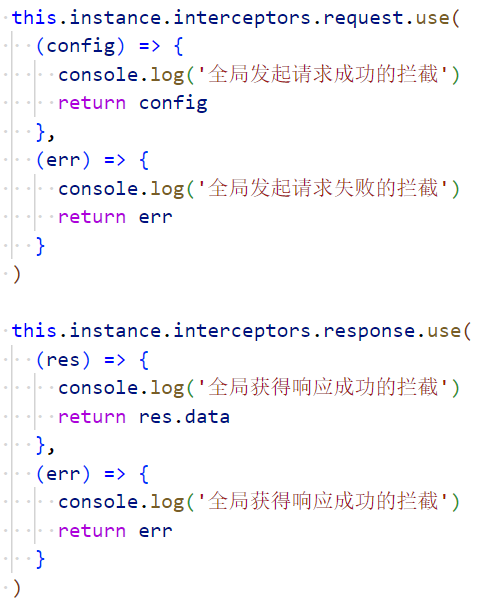 this.instance.interceptors.request.use(
(config) => {
console.log('全局发起请求成功的拦截')
return config
},
(err) => {
console.log('全局发起请求失败的拦截')
return err
}
)
this.instance.interceptors.response.use(
(res) => {
console.log('全局获得响应成功的拦截')
return res.data
},
(err) => {
console.log('全局获得响应成功的拦截')
return err
}
)